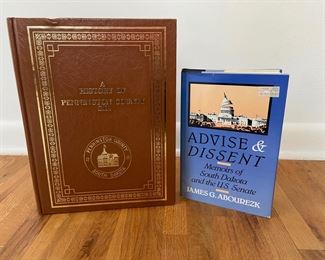 A
HISTORY OF
PENNINGTON COUNTY
PENNINGTON COUNTY
SOUTH DAKOTA
ADVISE &
DISSENT
Memoirs of
South Dakota
and the U.S. Senate
JAMES G. ABOUREZK